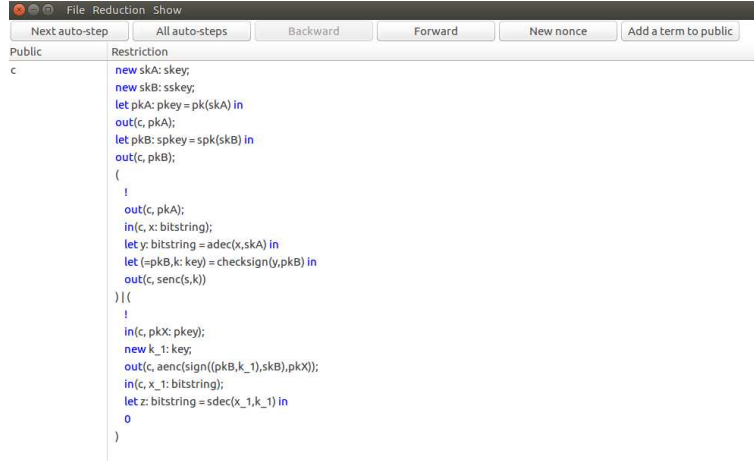 File Reduction Show
Next auto-step All auto-steps Backward Forward New nonce Add a term to public
Public Restriction
c new skA: skey;
new skB: sskey;
let pkA: pkey = pk(skA) in
out(c, pkA);
let pkB: spkey = spk(skB) in
out(c, pkB);
(
!
out(c, pkA);
in(c, x: bitstring);
let y: bitstring = adec(x,skA) in
let (=pkB,k: key) = checksign(y,pkB) in
out(c, senc(s,k))
) | (
!
in(c, pkX: pkey);
new k_1: key;
out(c, aenc(sign((pkB,k_1),skB),pkX));
in(c, x_1: bitstring);
let z: bitstring = sdec(x_1,k_1) in
0
)